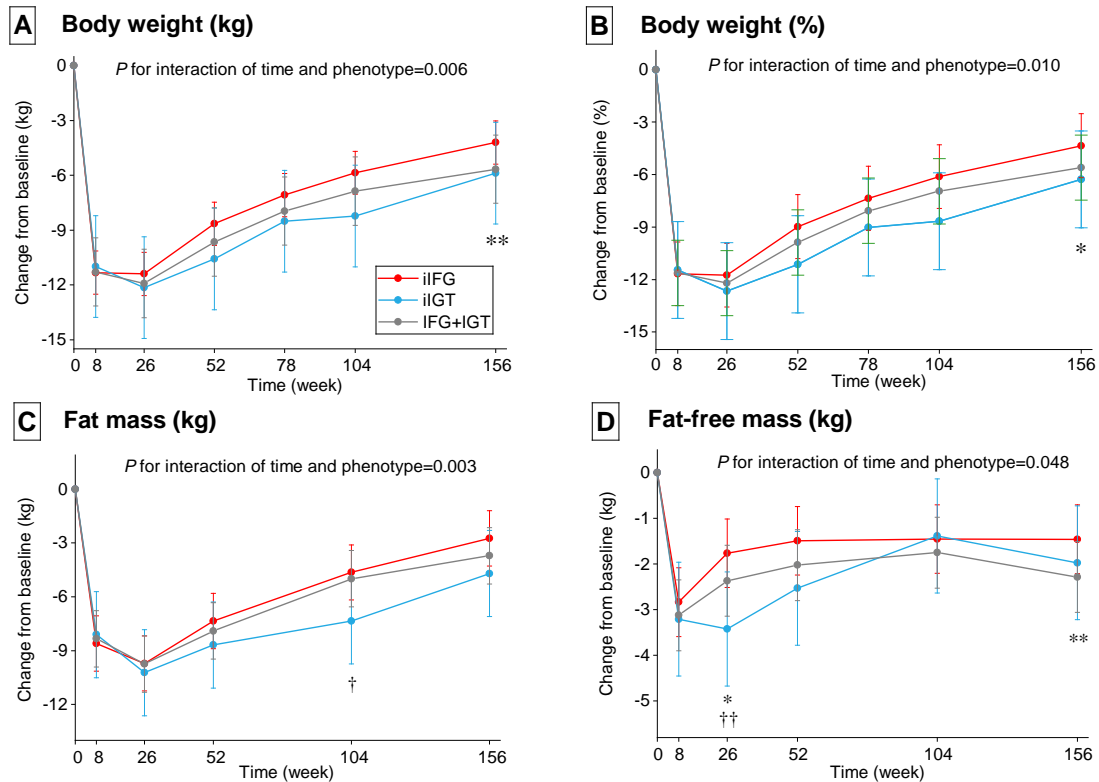 A Body weight (kg)
P for interaction of time and phenotype=0.006
Change from baseline (kg)
0
-3
-6
-9
-12
-15
**
iIFG
iIGT
IFG+IGT
0 8 26 52 78 104 156
Time (week)
B Body weight (%)
P for interaction of time and phenotype=0.010
Change from baseline (%)
0
-3
-6
-9
-12
-15
*
0 8 26 52 78 104 156
Time (week)
C Fat mass (kg)
P for interaction of time and phenotype=0.003
Change from baseline (kg)
0
-3
-6
-9
-12
†
0 8 26 52 104 156
Time (week)
D Fat-free mass (kg)
P for interaction of time and phenotype=0.048
Change from baseline (kg)
0
-1
-2
-3
-4
-5
**
*
††
0 8 26 52 104 156
Time (week)